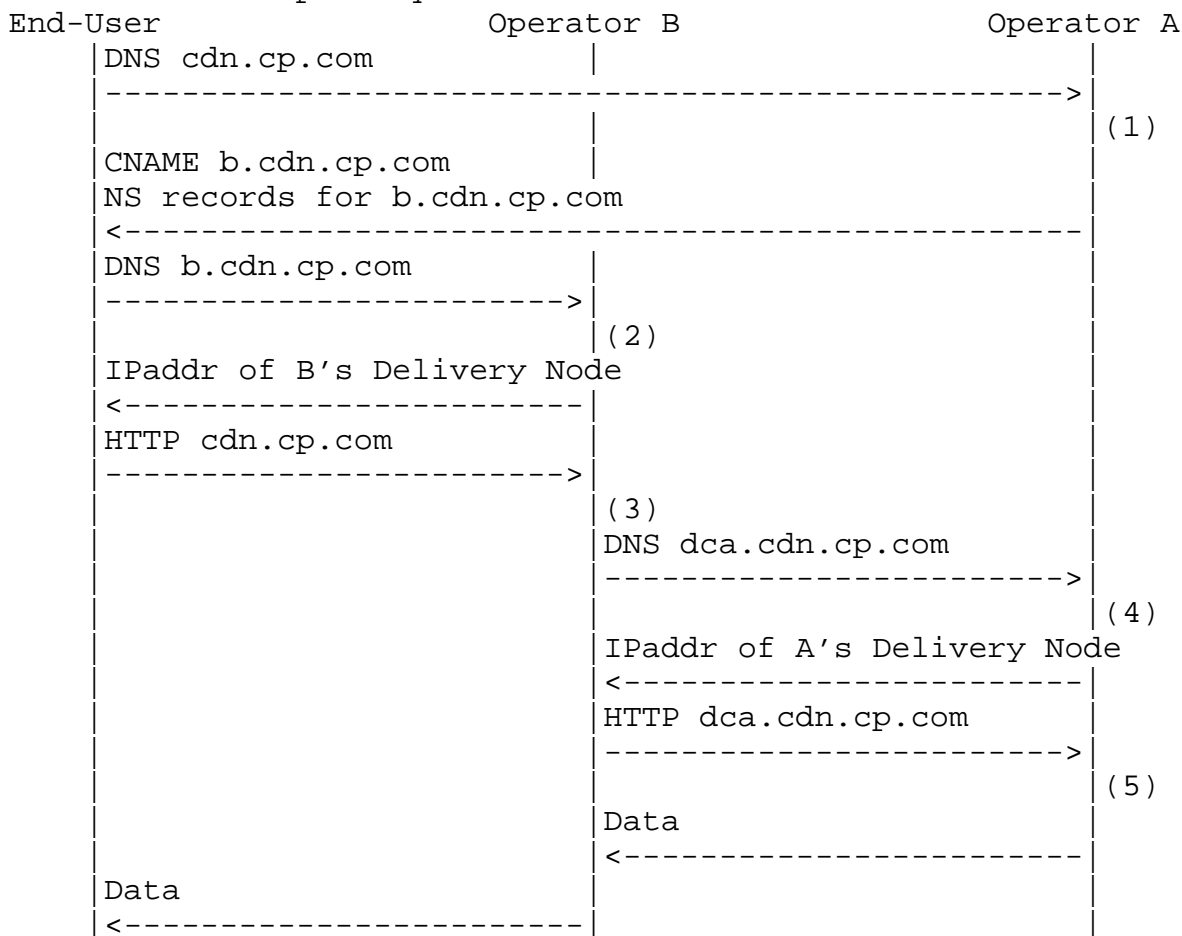 End-User Operator B Operator A
|DNS cdn.cp.com | |
|-------------------------------------------------->|
| | |(1)
|CNAME b.cdn.cp.com | |
|NS records for b.cdn.cp.com |
|<--------------------------------------------------|
|DNS b.cdn.cp.com | |
|------------------------>| |
| |(2) |
|IPaddr of B's Delivery Node |
|<------------------------| |
|HTTP cdn.cp.com | |
|------------------------>| |
| |(3) |
| |DNS dca.cdn.cp.com |
| |------------------------>|
| | |(4)
| |IPaddr of A's Delivery Node
| |<------------------------|
| |HTTP dca.cdn.cp.com |
| |------------------------>|
| | |(5)
| |Data |
| |<------------------------|
|Data | |
|<------------------------| |